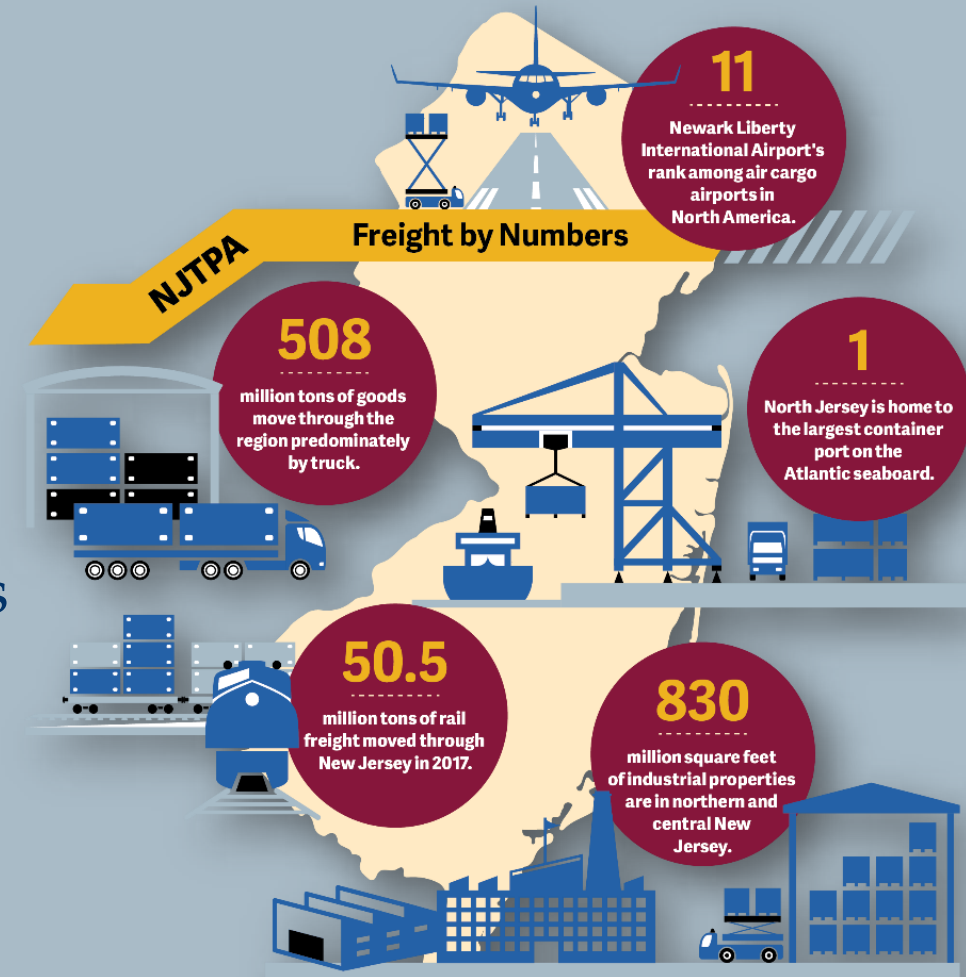 11
Newark Liberty
International Airport's
rank among air cargo
airports in
North America.
NJTPA
Freight by Numbers
508
million tons of goods
move through the
region predominately
by truck.
1
North Jersey is home to
the largest container
port on the
Atlantic seaboard.
s
50.5
million tons of rail
freight moved through
New Jersey in 2017.
830
million square feet
of industrial properties
are in northern and
central New
Jersey.